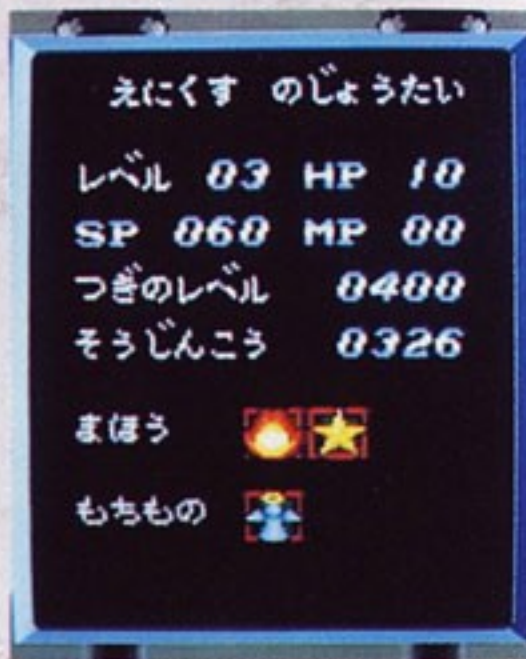 えにくす のじょうたい
レベル 03 HP 10
SP 060 MP 00
つぎのレベル 0400
そうじんこう 0326
まほう
もちもの